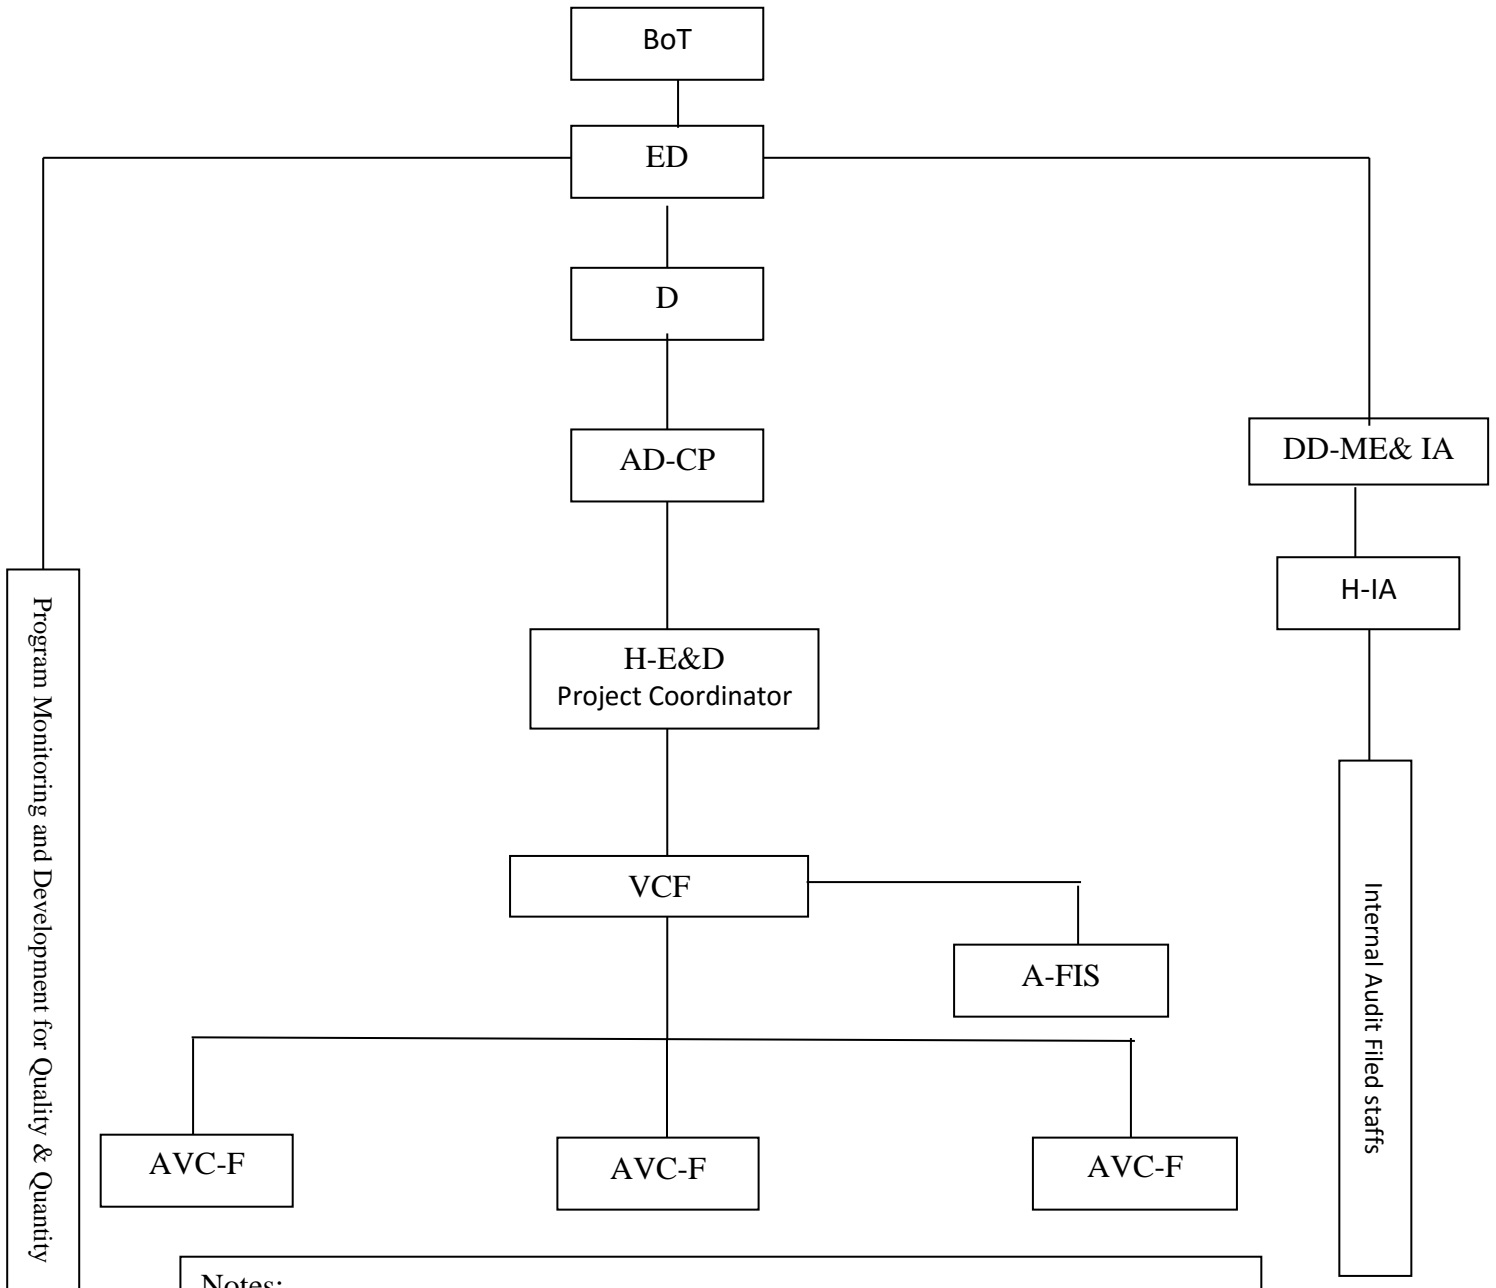 BoT
ED
D
AD-CP
DD-ME& IA
H-IA
H-E&D
Project Coordinator
VCF
A-FIS
AVC-F
AVC-F
AVC-F
Program Monitoring and Development for Quality & Quantity
Internal Audit Filed staffs
Notes: